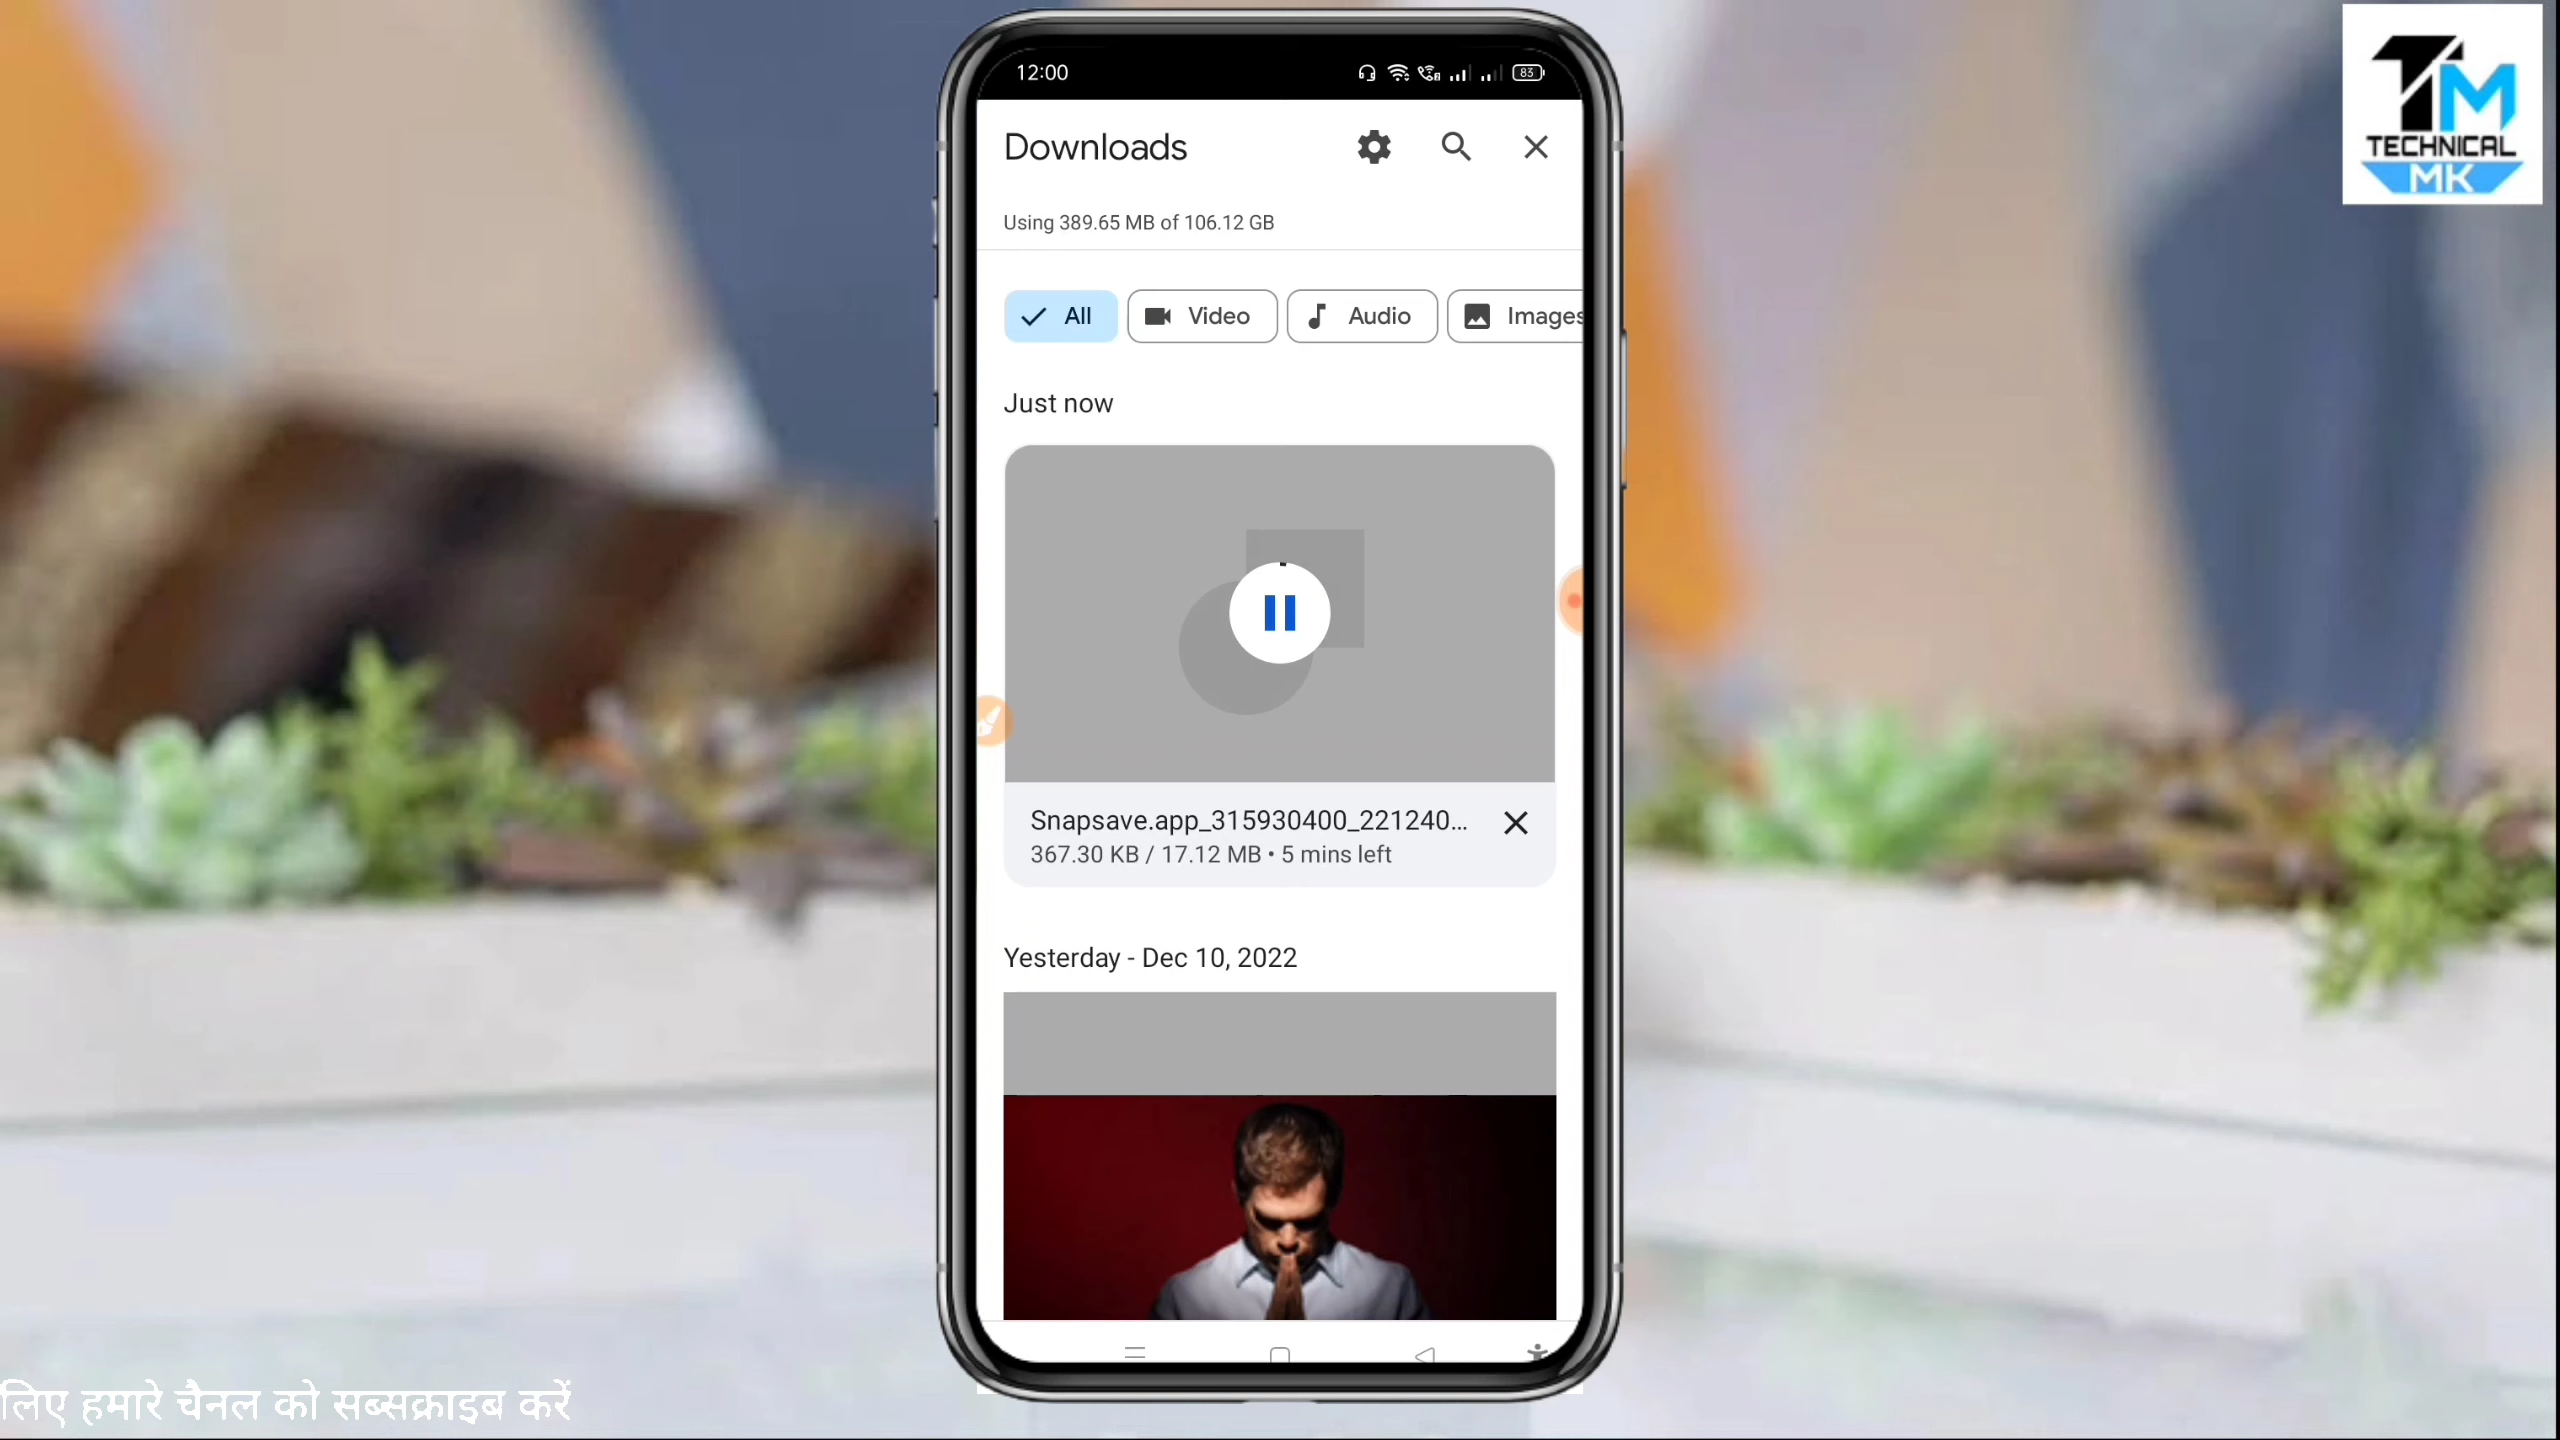 TM
TECHNICAL
MK
12:00
83
Downloads
Using 389.65 MB of 106.12 GB
All
Video
Audio
Images
Just now
Snapsave.app_315930400_221240...
367.30 KB / 17.12 MB • 5 mins left
Yesterday - Dec 10, 2022
लिए हमारे चैनल को सब्सक्राइब करें